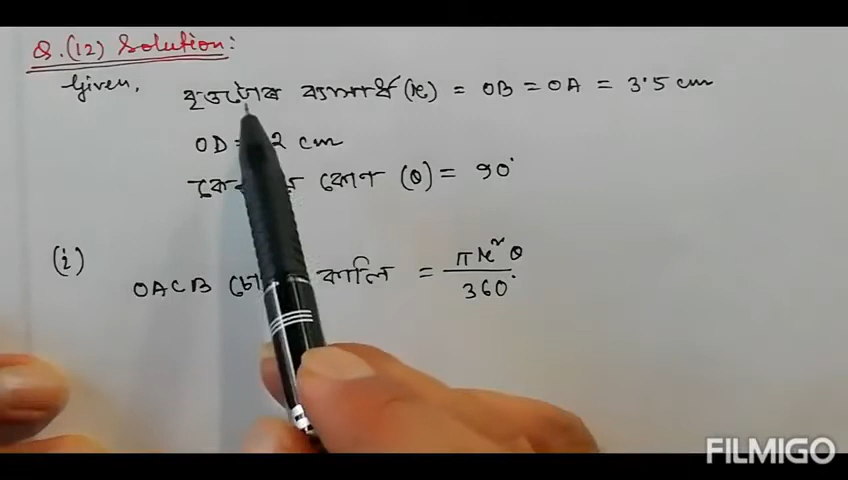 Q.(12) Solution:
Given, বৃত্তটোৰ ব্যাসাৰ্ধ (r) = OB = OA = 3.5 cm
OD = 2 cm
কোণ (θ) = 90°
(i) OACB কালি = πr²θ / 360°
FILMIGO